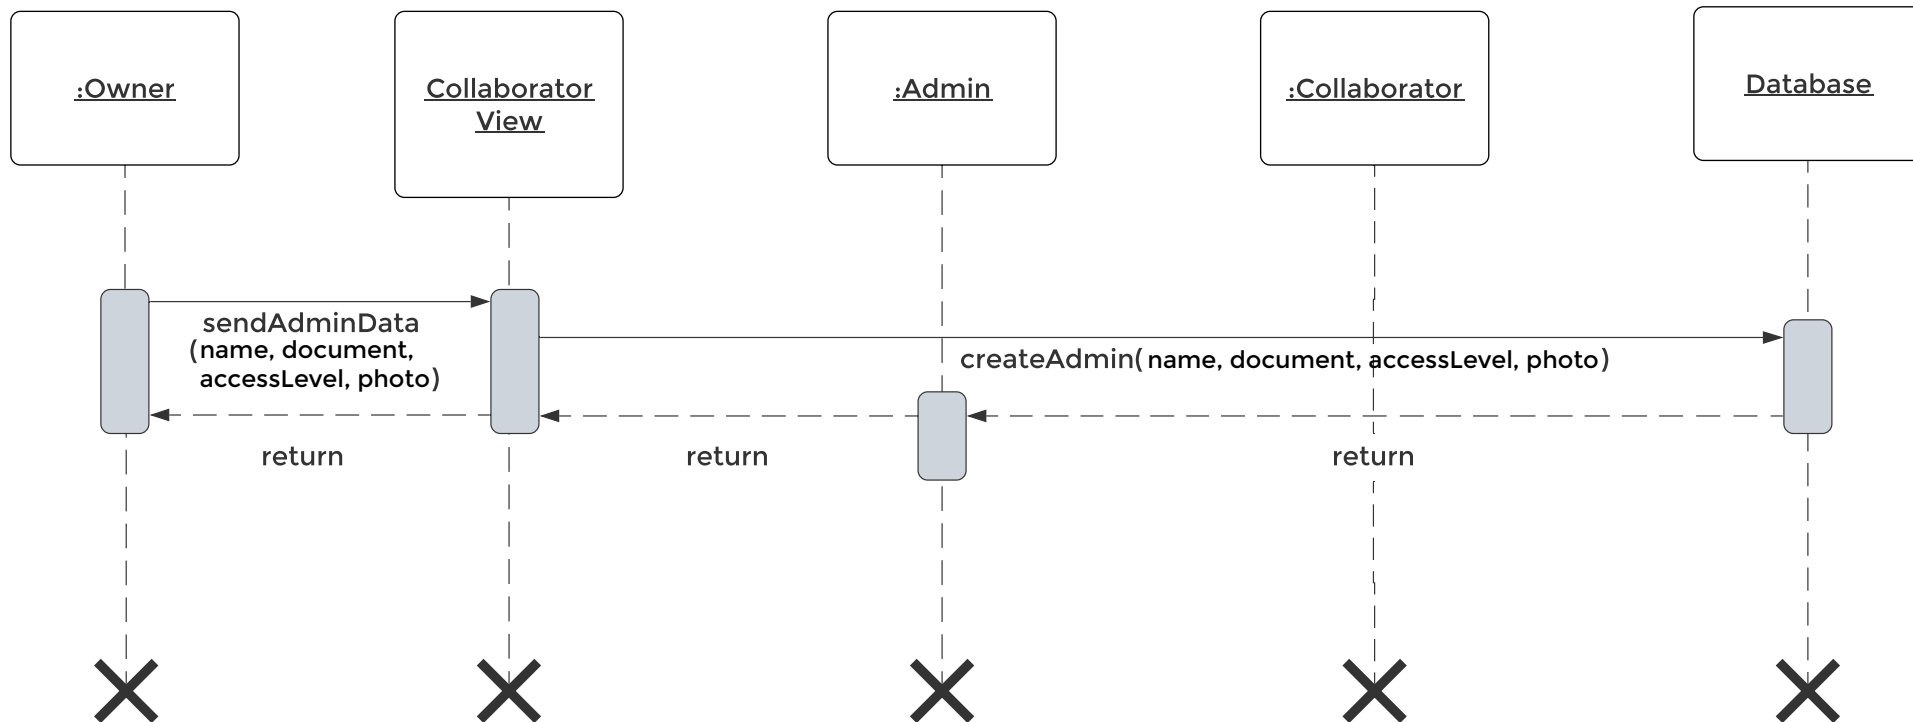 :Owner
Collaborator
View
:Admin
:Collaborator
Database
sendAdminData
(name, document,
accessLevel, photo)
createAdmin(name, document, accessLevel, photo)
return
return
return